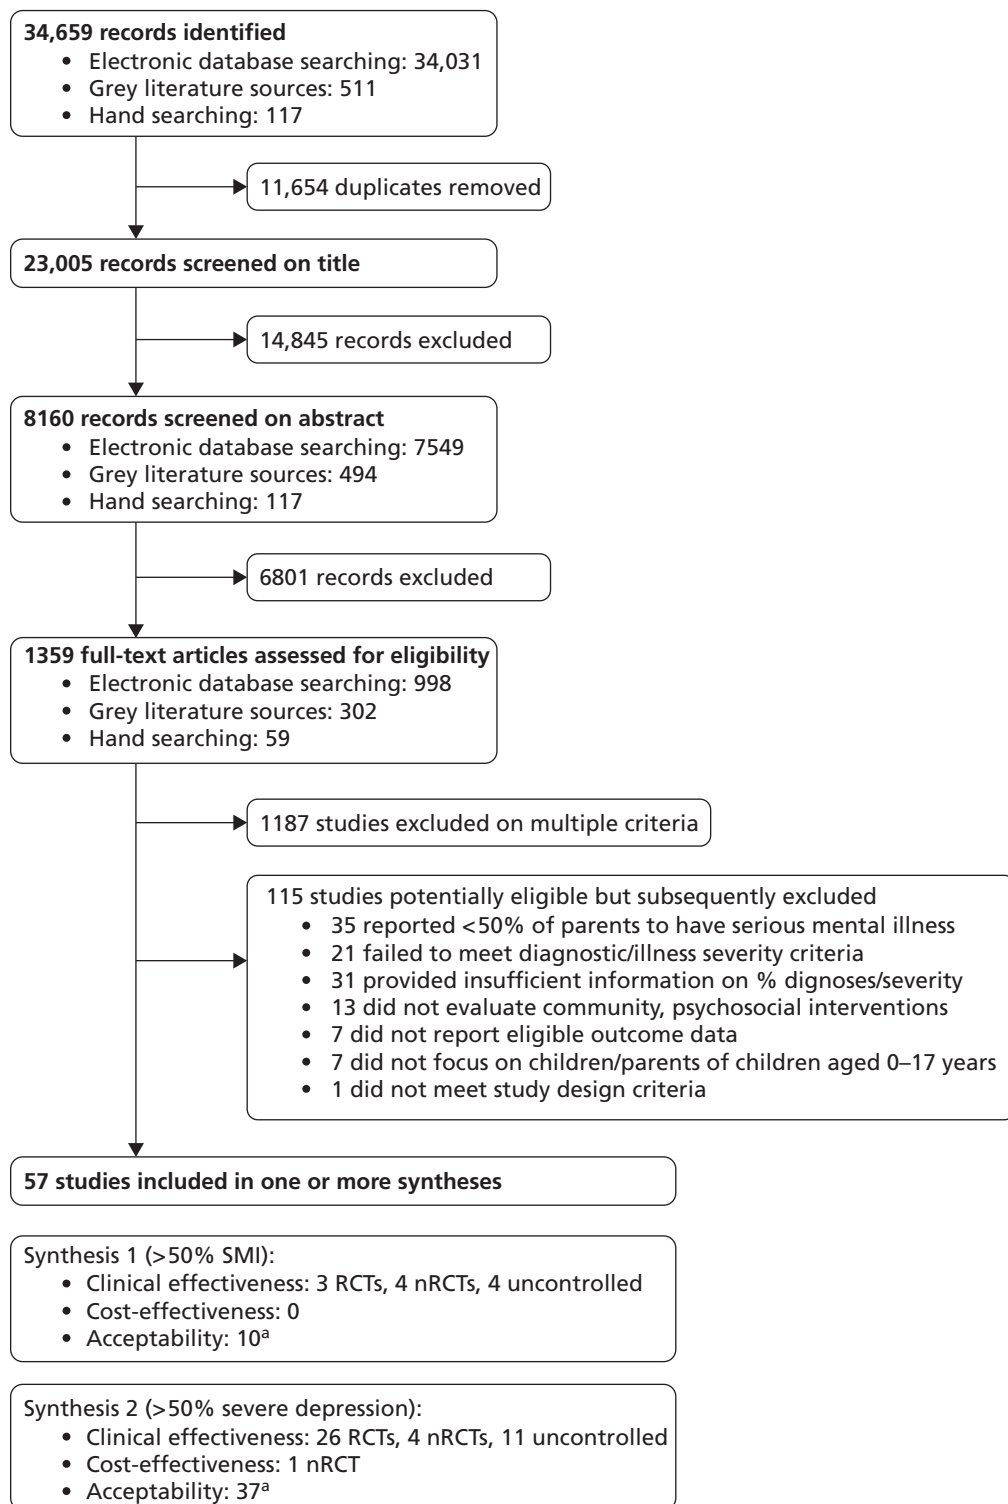 34,659 records identified
• Electronic database searching: 34,031
• Grey literature sources: 511
• Hand searching: 117
11,654 duplicates removed
23,005 records screened on title
14,845 records excluded
8160 records screened on abstract
• Electronic database searching: 7549
• Grey literature sources: 494
• Hand searching: 117
6801 records excluded
1359 full-text articles assessed for eligibility
• Electronic database searching: 998
• Grey literature sources: 302
• Hand searching: 59
1187 studies excluded on multiple criteria
115 studies potentially eligible but subsequently excluded
• 35 reported <50% of parents to have serious mental illness
• 21 failed to meet diagnostic/illness severity criteria
• 31 provided insufficient information on % dignoses/severity
• 13 did not evaluate community, psychosocial interventions
• 7 did not report eligible outcome data
• 7 did not focus on children/parents of children aged 0–17 years
• 1 did not meet study design criteria
57 studies included in one or more syntheses
Synthesis 1 (>50% SMI):
• Clinical effectiveness: 3 RCTs, 4 nRCTs, 4 uncontrolled
• Cost-effectiveness: 0
• Acceptability: 10ᵃ
Synthesis 2 (>50% severe depression):
• Clinical effectiveness: 26 RCTs, 4 nRCTs, 11 uncontrolled
• Cost-effectiveness: 1 nRCT
• Acceptability: 37ᵃ